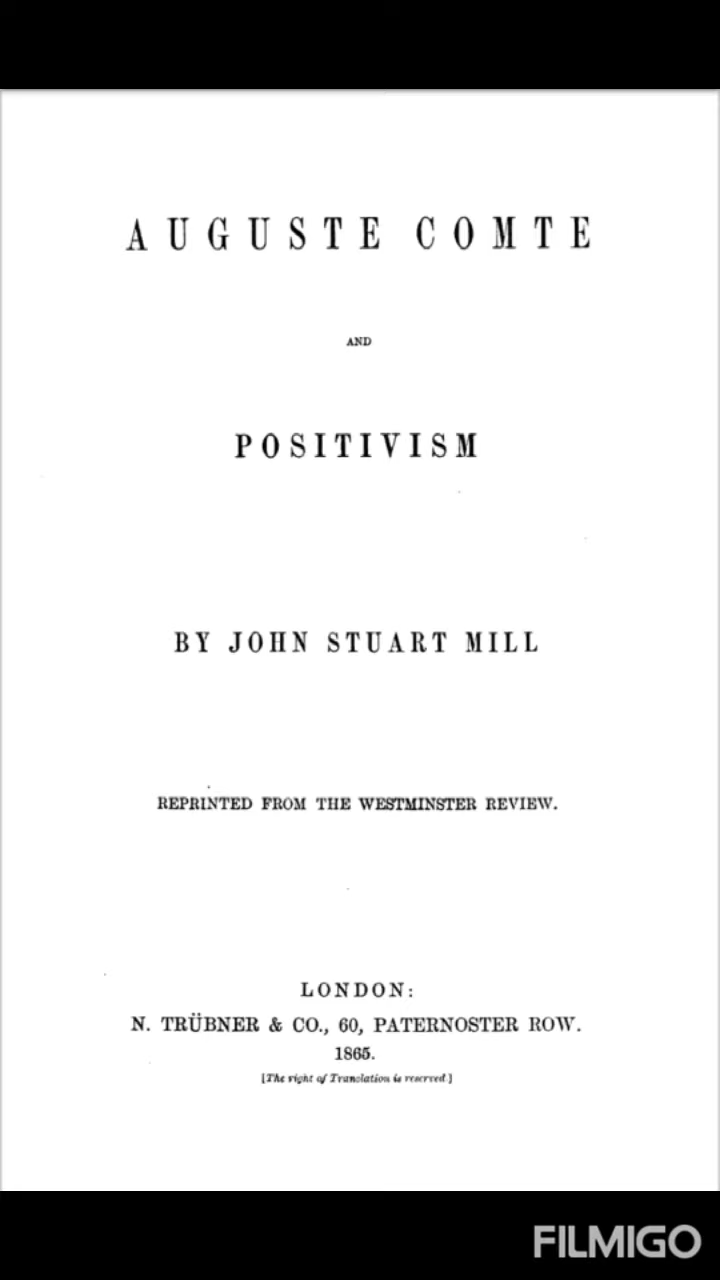 AUGUSTE COMTE
AND
POSITIVISM
BY JOHN STUART MILL
REPRINTED FROM THE WESTMINSTER REVIEW.
LONDON:
N. TRÜBNER & CO., 60, PATERNOSTER ROW.
1865.
[The right of Translation is reserved.]
FILMIGO